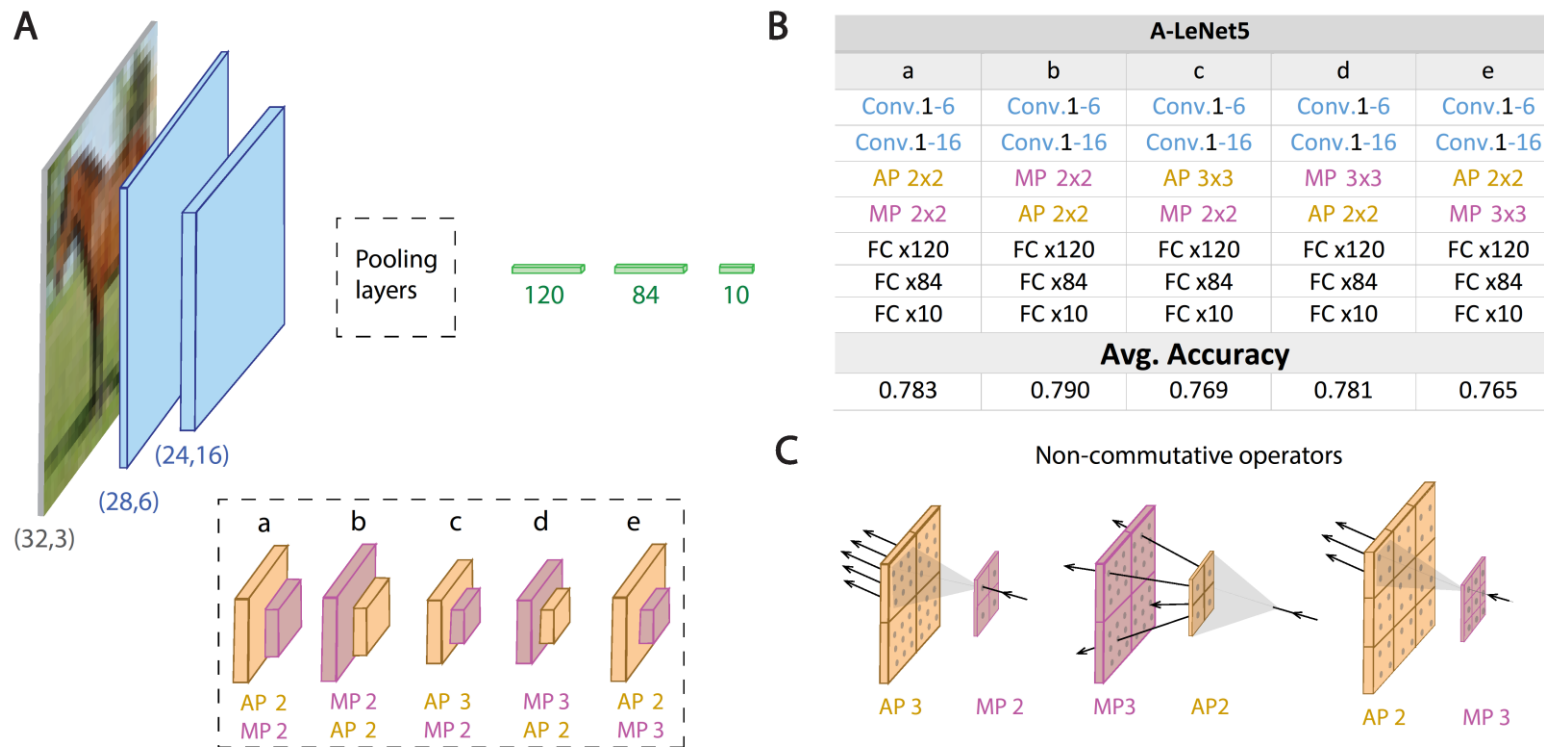 A
(32,3)
(28,6)
(24,16)
Pooling
layers
120 84 10
a b c d e
AP 2 MP 2 AP 3 MP 3 AP 2
MP 2 AP 2 MP 2 AP 2 MP 3
B
A-LeNet5
a b c d e
Conv.1-6 Conv.1-6 Conv.1-6 Conv.1-6 Conv.1-6
Conv.1-16 Conv.1-16 Conv.1-16 Conv.1-16 Conv.1-16
AP 2x2 MP 2x2 AP 3x3 MP 3x3 AP 2x2
MP 2x2 AP 2x2 MP 2x2 AP 2x2 MP 3x3
FC x120 FC x120 FC x120 FC x120 FC x120
FC x84 FC x84 FC x84 FC x84 FC x84
FC x10 FC x10 FC x10 FC x10 FC x10
Avg. Accuracy
0.783 0.790 0.769 0.781 0.765
C
Non-commutative operators
AP 3 MP 2 MP3 AP2 AP 2 MP 3